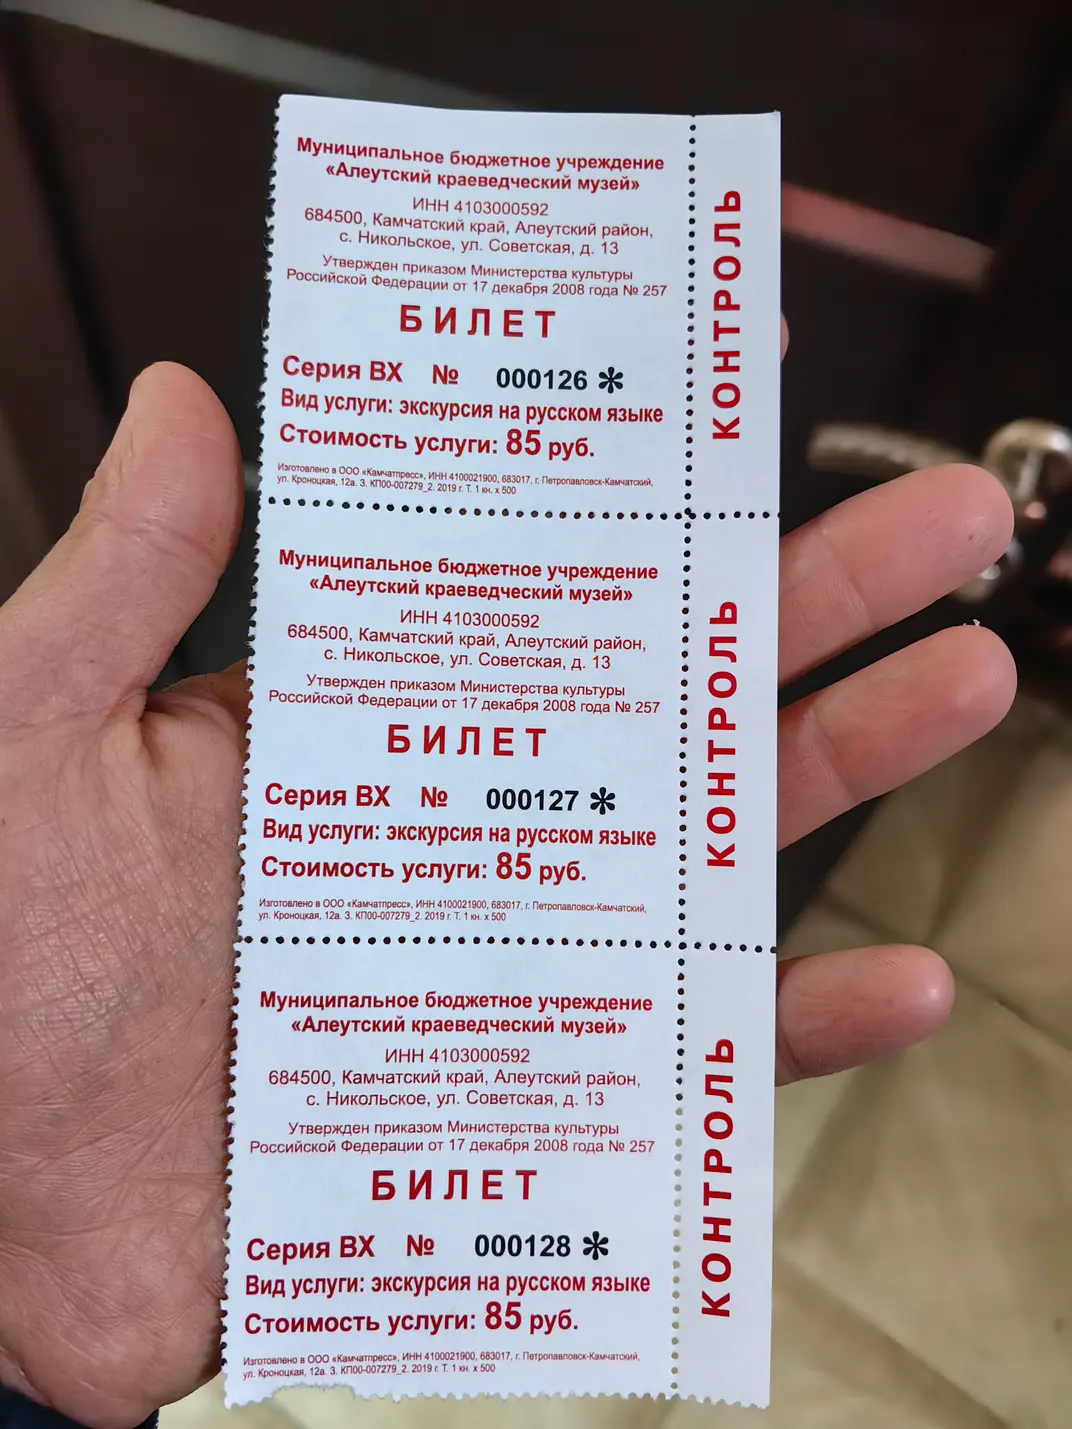 Муниципальное бюджетное учреждение
«Алеутский краеведческий музей»
ИНН 4103000592
684500, Камчатский край, Алеутский район,
с. Никольское, ул. Советская, д. 13
Утвержден приказом Министерства культуры
Российской Федерации от 17 декабря 2008 года № 257
БИЛЕТ
Серия ВХ № 000126 *
Вид услуги: экскурсия на русском языке
Стоимость услуги: 85 руб.
Изготовлено в ООО «Камчатпресс», ИНН 4100021900, 683017, г. Петропавловск-Камчатский,
ул. Кроноцкая, 12а. З. КП00-007279_2. 2019 г. Т. 1 кн. х 500
КОНТРОЛЬ
Муниципальное бюджетное учреждение
«Алеутский краеведческий музей»
ИНН 4103000592
684500, Камчатский край, Алеутский район,
с. Никольское, ул. Советская, д. 13
Утвержден приказом Министерства культуры
Российской Федерации от 17 декабря 2008 года № 257
БИЛЕТ
Серия ВХ № 000127 *
Вид услуги: экскурсия на русском языке
Стоимость услуги: 85 руб.
Изготовлено в ООО «Камчатпресс», ИНН 4100021900, 683017, г. Петропавловск-Камчатский,
ул. Кроноцкая, 12а. З. КП00-007279_2. 2019 г. Т. 1 кн. х 500
КОНТРОЛЬ
Муниципальное бюджетное учреждение
«Алеутский краеведческий музей»
ИНН 4103000592
684500, Камчатский край, Алеутский район,
с. Никольское, ул. Советская, д. 13
Утвержден приказом Министерства культуры
Российской Федерации от 17 декабря 2008 года № 257
БИЛЕТ
Серия ВХ № 000128 *
Вид услуги: экскурсия на русском языке
Стоимость услуги: 85 руб.
Изготовлено в ООО «Камчатпресс», ИНН 4100021900, 683017, г. Петропавловск-Камчатский,
ул. Кроноцкая, 12а. З. КП00-007279_2. 2019 г. Т. 1 кн. х 500
КОНТРОЛЬ